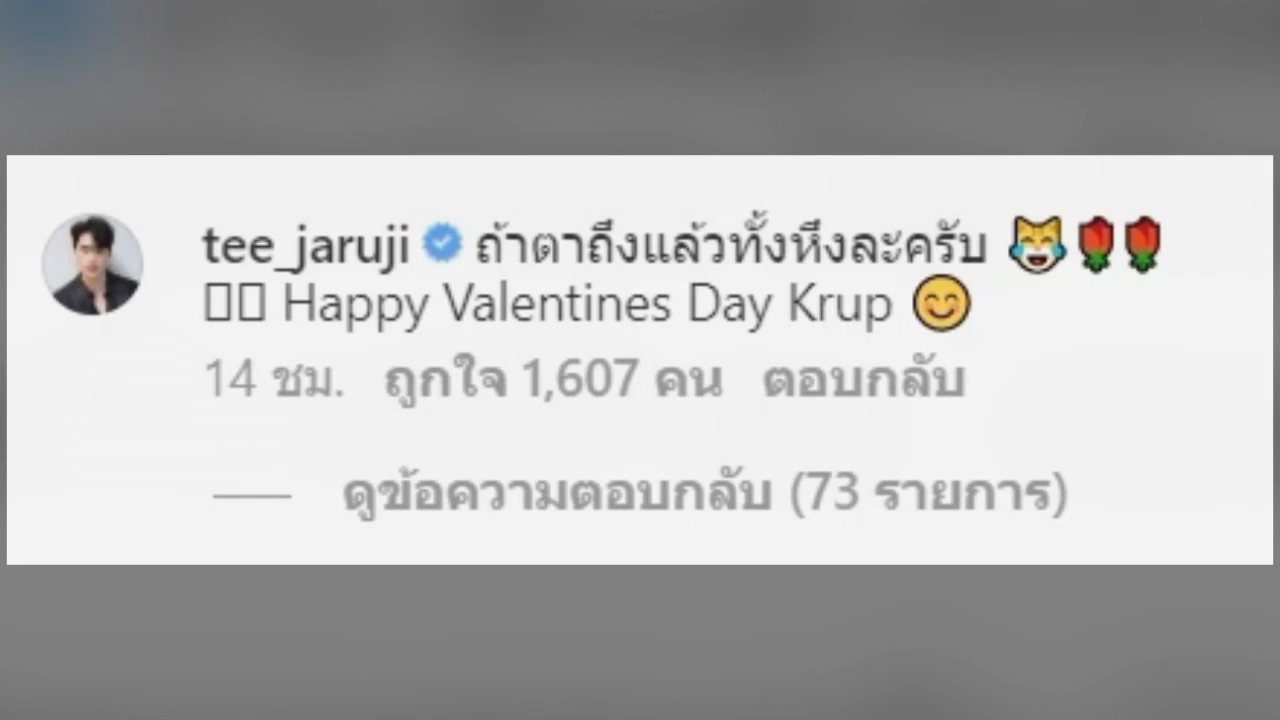 tee_jaruji ถ้าตาถึงแล้วทั้งหึงละครับ 😹🌹🌹
▯▯ Happy Valentines Day Krup 😊
14 ชม. ถูกใจ 1,607 คน ตอบกลับ
ดูข้อความตอบกลับ (73 รายการ)